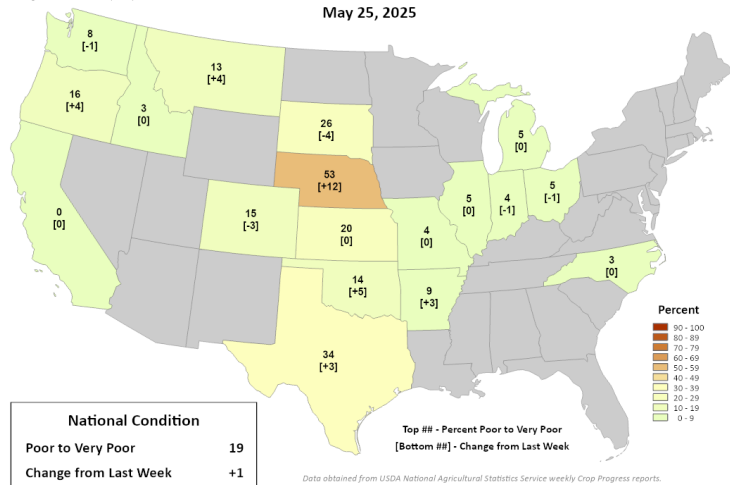 May 25, 2025
8
[-1]
13
[+4]
16
[+4]
3
[0]
26
[-4]
5
[0]
53
[+12]
5
[0]
4
[-1]
5
[-1]
0
[0]
15
[-3]
20
[0]
4
[0]
14
[+5]
9
[+3]
3
[0]
34
[+3]
Percent
90 - 100
80 - 89
70 - 79
60 - 69
50 - 59
40 - 49
30 - 39
20 - 29
10 - 19
0 - 9
National Condition
Poor to Very Poor 19
Change from Last Week +1
Top ## - Percent Poor to Very Poor
[Bottom ##] - Change from Last Week
Data obtained from USDA National Agricultural Statistics Service weekly Crop Progress reports.